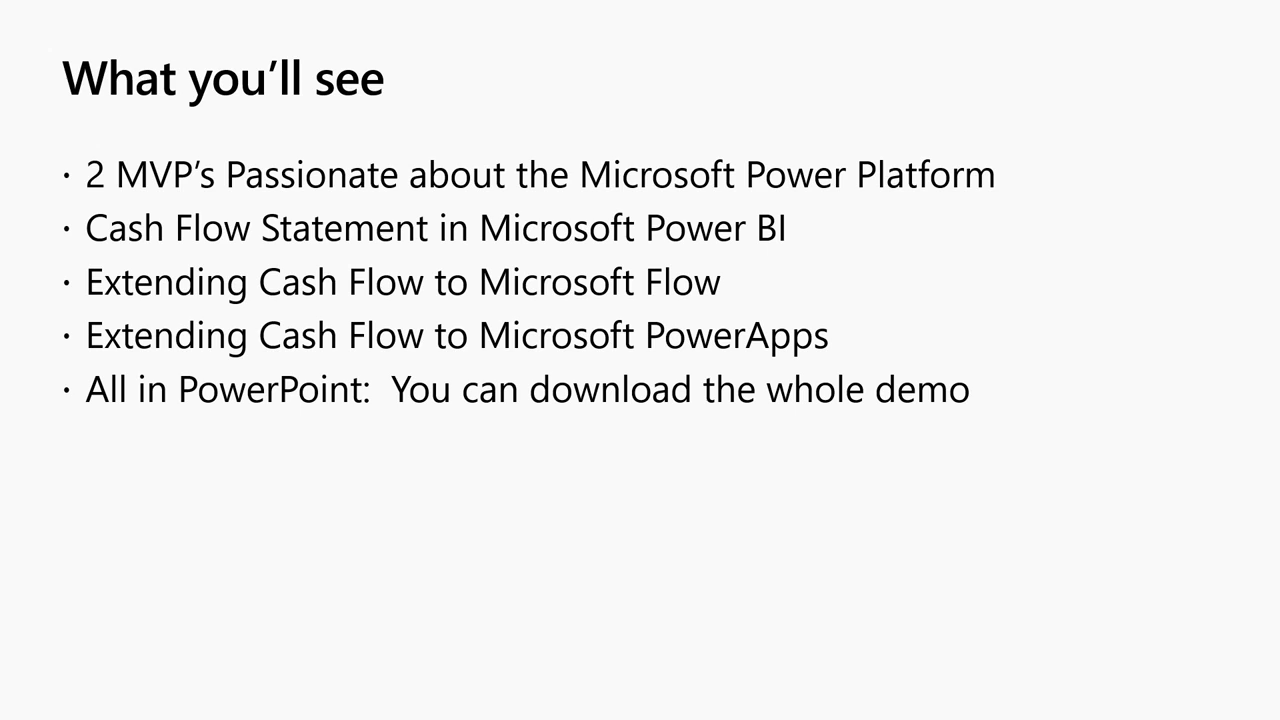 What you’ll see
· 2 MVP’s Passionate about the Microsoft Power Platform
· Cash Flow Statement in Microsoft Power BI
· Extending Cash Flow to Microsoft Flow
· Extending Cash Flow to Microsoft PowerApps
· All in PowerPoint:  You can download the whole demo